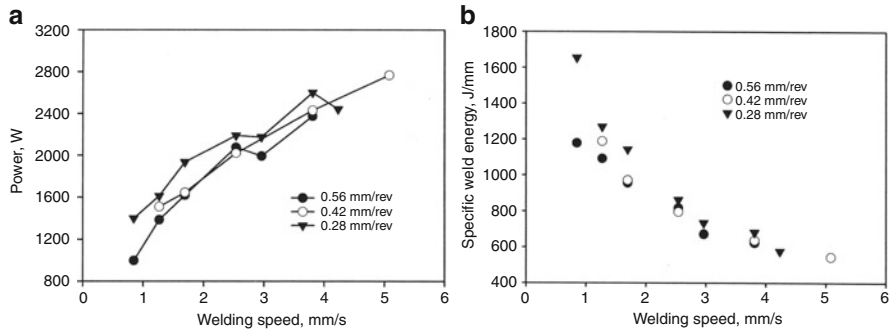 a
3200
2800
2400
2000
1600
1200
800
Power, W
0 1 2 3 4 5 6
Welding speed, mm/s
0.56 mm/rev
0.42 mm/rev
0.28 mm/rev
b
1800
1600
1400
1200
1000
800
600
400
Specific weld energy, J/mm
0 1 2 3 4 5 6
Welding speed, mm/s
0.56 mm/rev
0.42 mm/rev
0.28 mm/rev